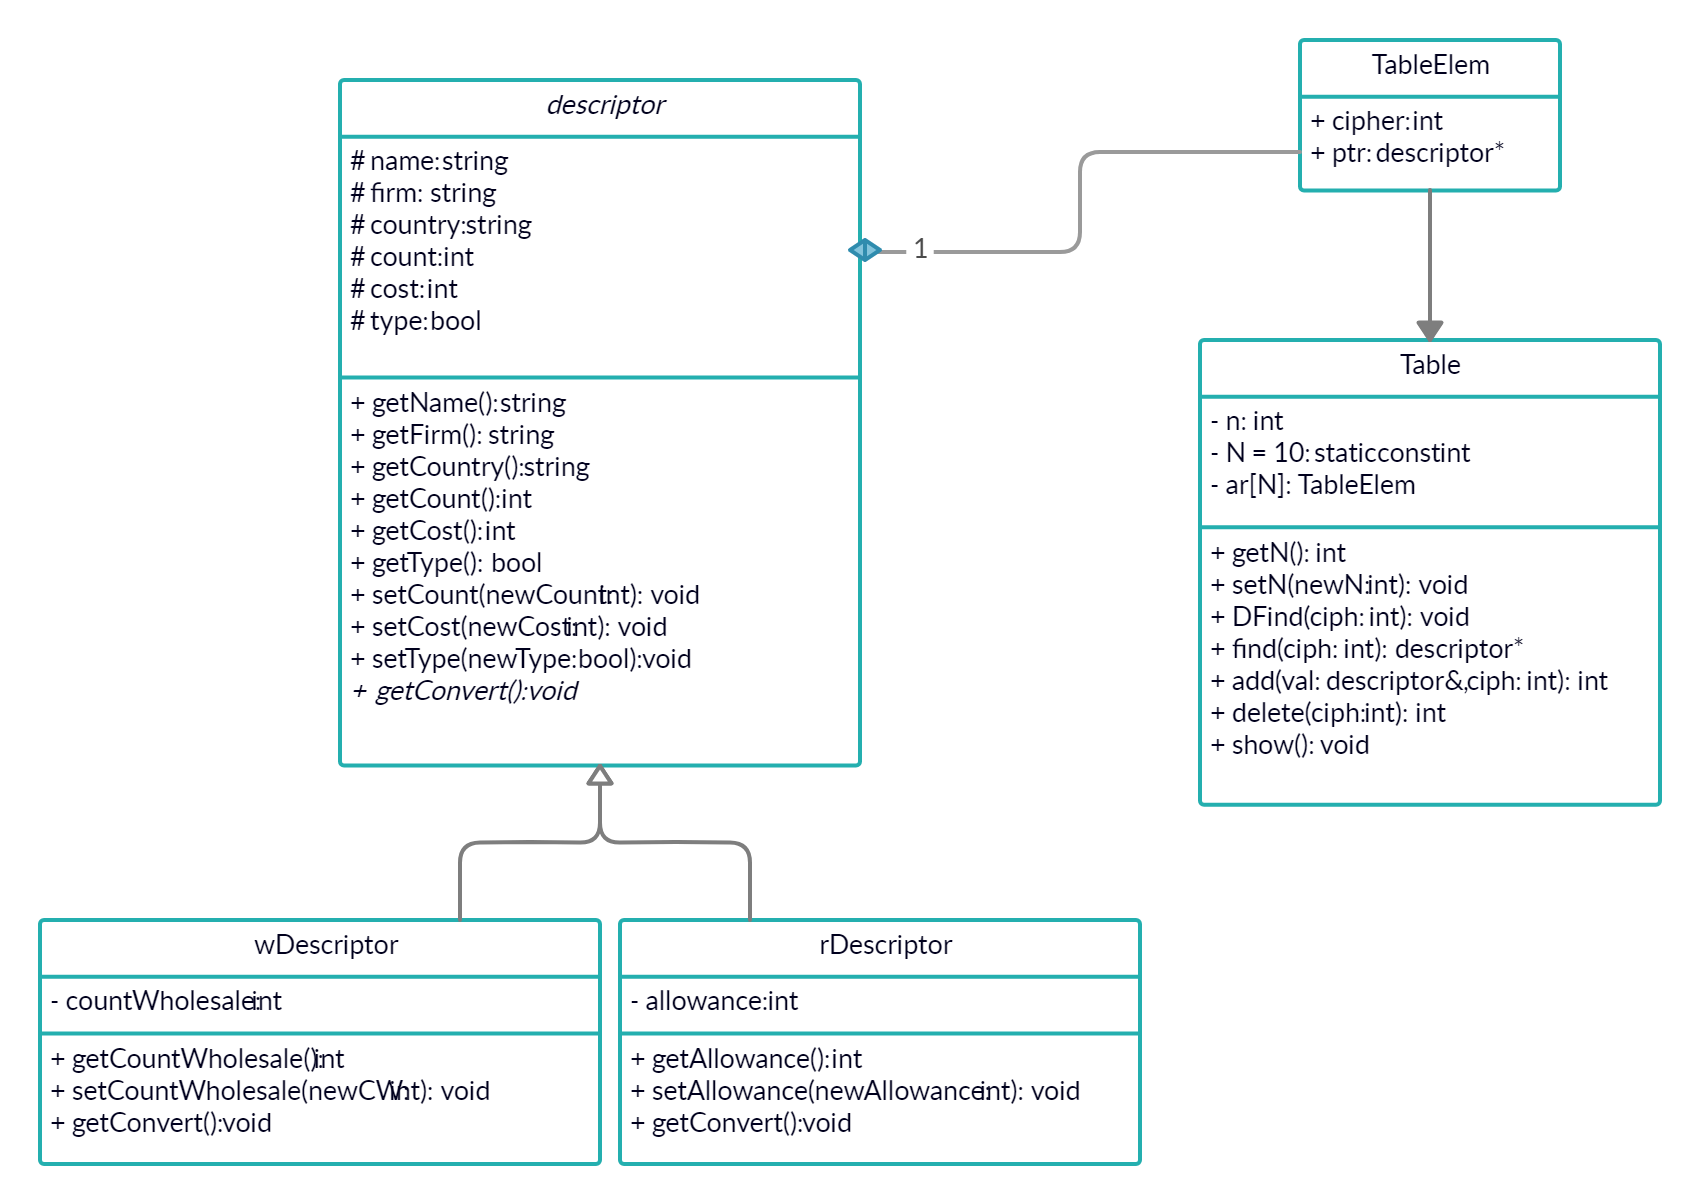 descriptor
# name:string
# firm: string
# country:string
# count:int
# cost:int
# type:bool
+ getName():string
+ getFirm(): string
+ getCountry():string
+ getCount():int
+ getCost():int
+ getType(): bool
+ setCount(newCount:int): void
+ setCost(newCost:int): void
+ setType(newType:bool):void
+ getConvert():void
1
TableElem
+ cipher:int
+ ptr: descriptor*
Table
- n: int
- N = 10: staticconstint
- ar[N]: TableElem
+ getN(): int
+ setN(newN:int): void
+ DFind(ciph: int): void
+ find(ciph: int): descriptor*
+ add(val: descriptor&,ciph: int): int
+ delete(ciph:int): int
+ show(): void
wDescriptor
- countWholesale:int
+ getCountWholesale():int
+ setCountWholesale(newCW:int): void
+ getConvert():void
rDescriptor
- allowance:int
+ getAllowance():int
+ setAllowance(newAllowance:int): void
+ getConvert():void